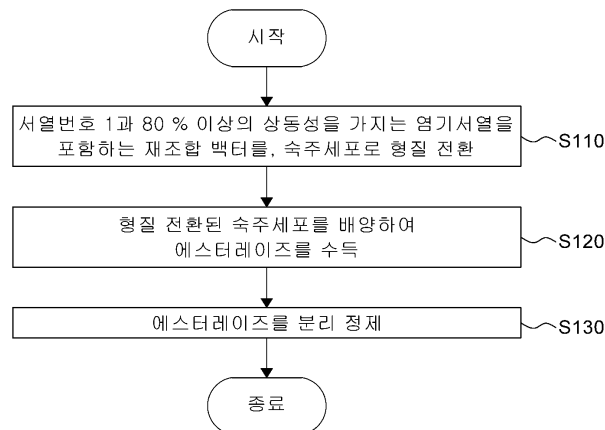 시작
서열번호 1과 80 % 이상의 상동성을 가지는 염기서열을
포함하는 재조합 백터를, 숙주세포로 형질 전환
S110
형질 전환된 숙주세포를 배양하여
에스터레이즈를 수득
S120
에스터레이즈를 분리 정제
S130
종료